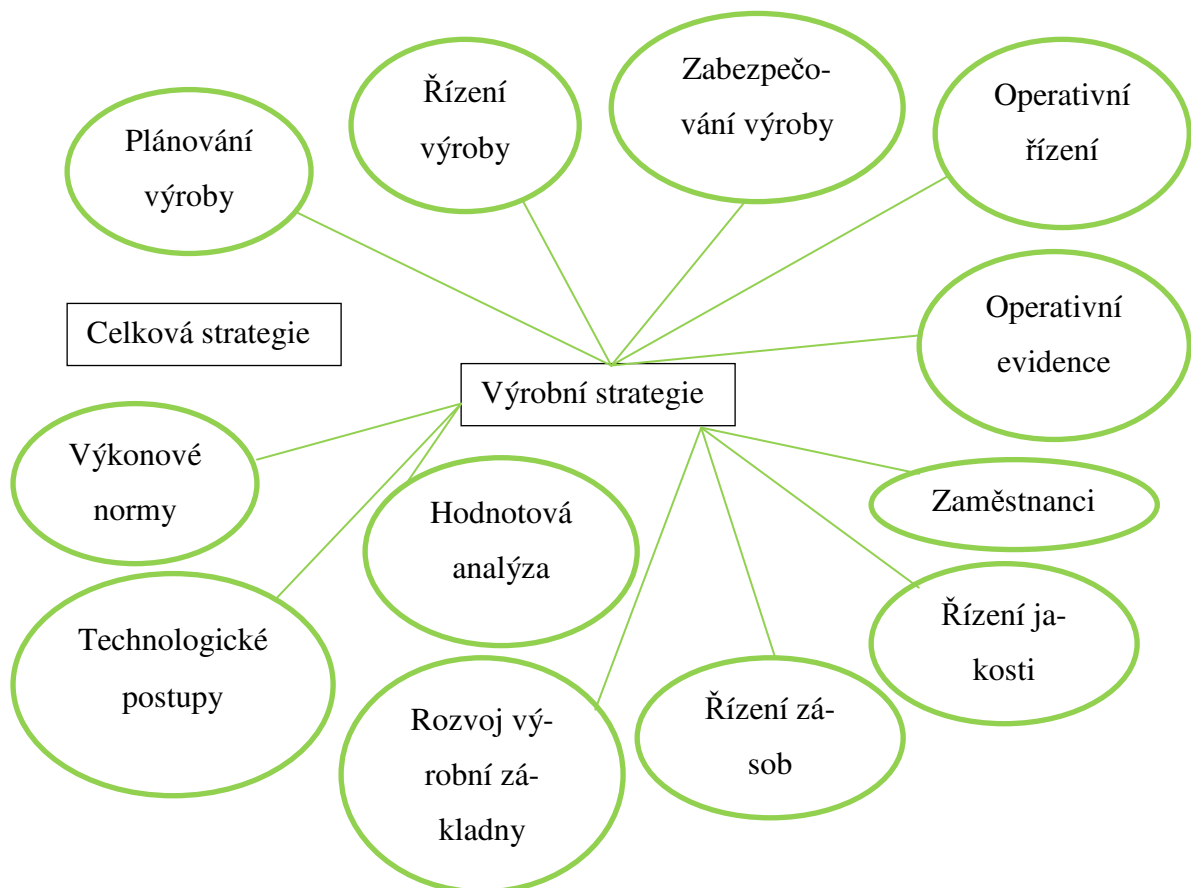 Plánování
výroby
Řízení
výroby
Zabezpečo-
vání výroby
Operativní
řízení
Celková strategie
Operativní
evidence
Výrobní strategie
Výkonové
normy
Hodnotová
analýza
Zaměstnanci
Technologické
postupy
Řízení ja-
kosti
Rozvoj vý-
robní zá-
kladny
Řízení zá-
sob